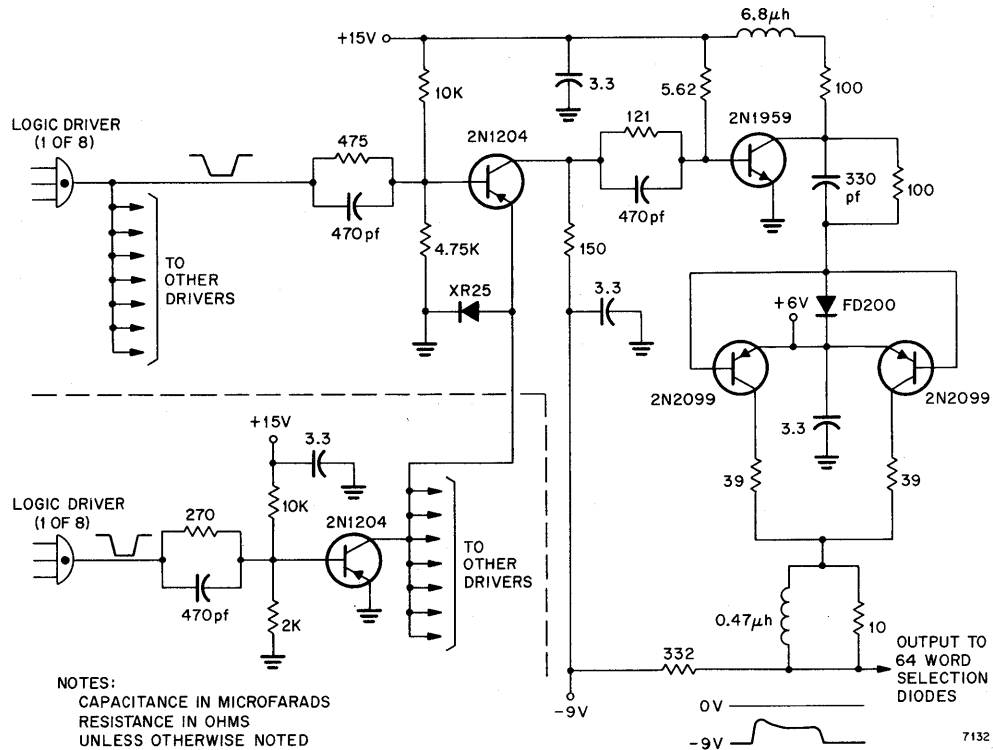 6.8μh
+15V
10K
3.3
5.62
100
LOGIC DRIVER
(1 OF 8)
475
2N1204
121
2N1959
330
pf
100
470pf
470pf
4.75K
150
TO
OTHER
DRIVERS
XR25
3.3
+6V
FD200
2N2099
2N2099
+15V
3.3
3.3
39
39
LOGIC DRIVER
(1 OF 8)
270
10K
2N1204
TO
OTHER
DRIVERS
470pf
2K
0.47μh
10
332
OUTPUT TO
64 WORD
SELECTION
DIODES
-9V
0V
-9V
NOTES:
CAPACITANCE IN MICROFARADS
RESISTANCE IN OHMS
UNLESS OTHERWISE NOTED
7132